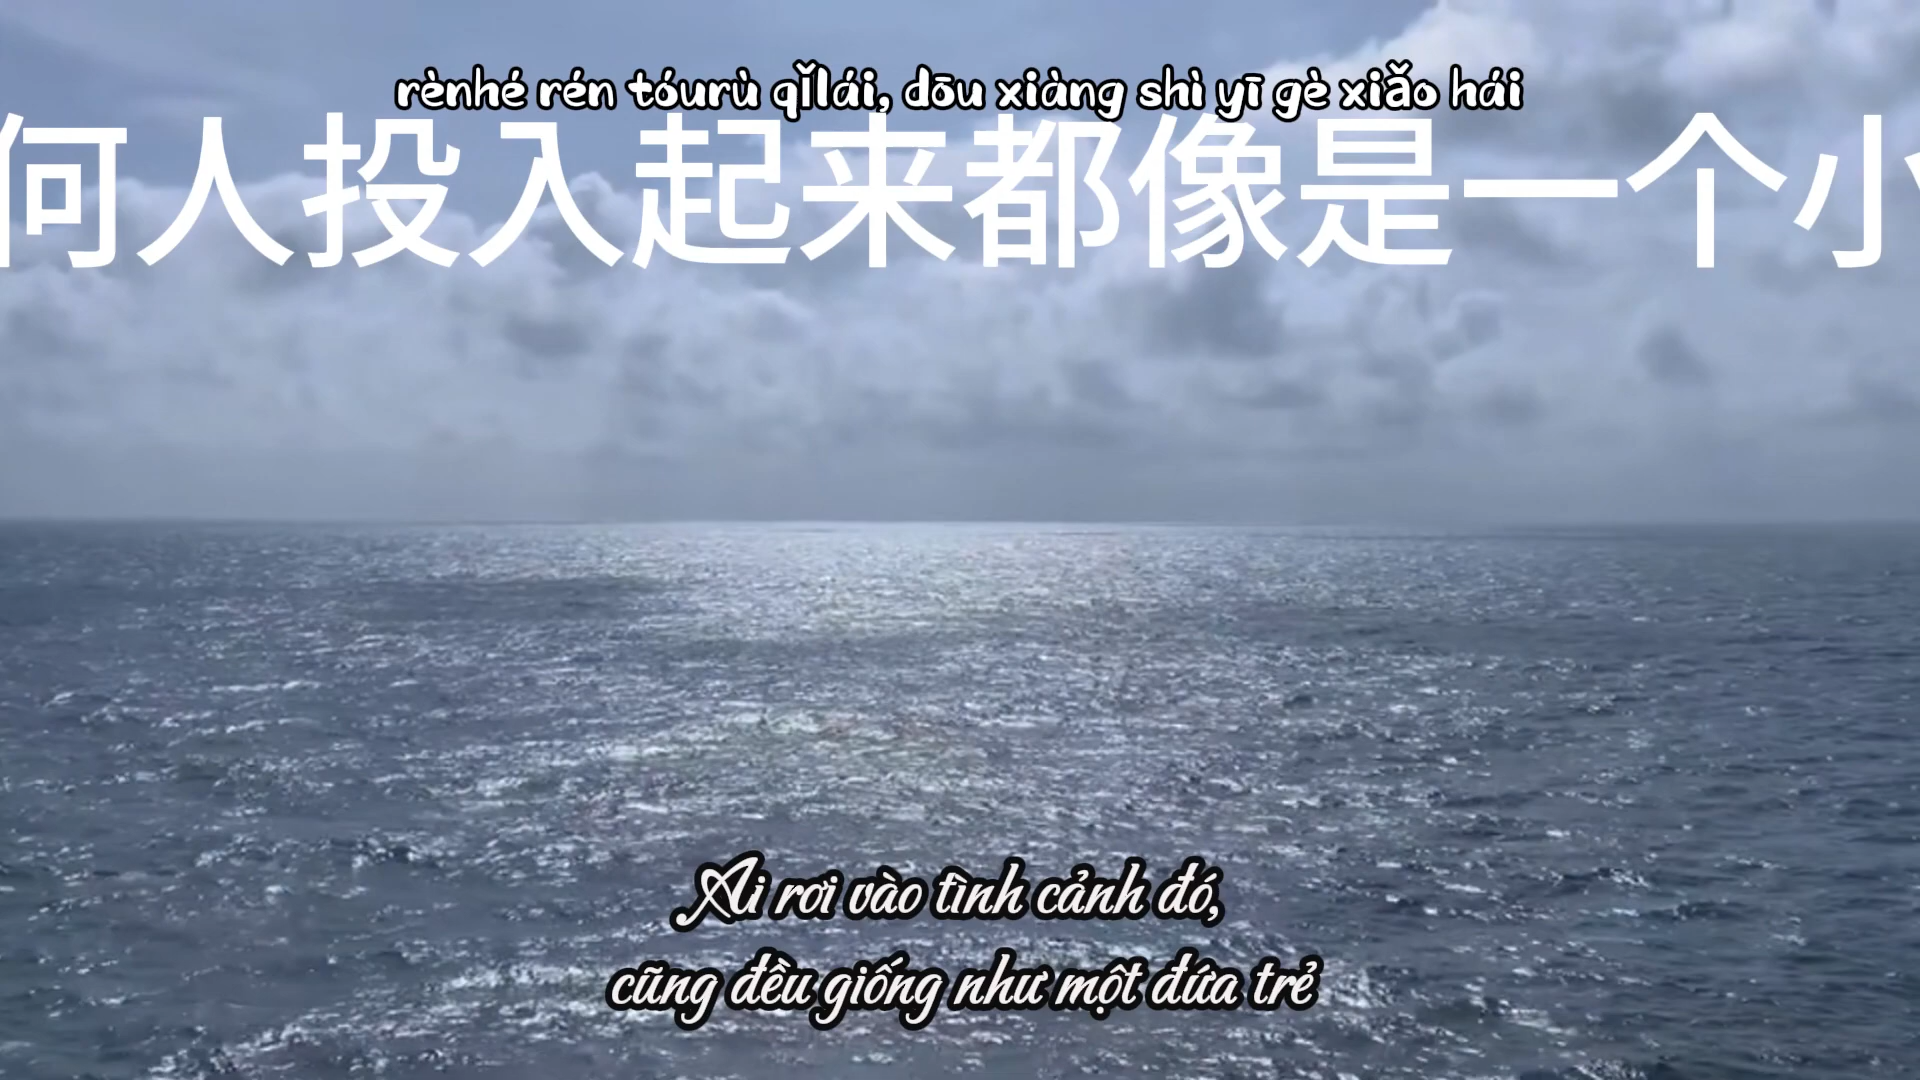 rènhé rén tóurù qǐlái, dōu xiàng shì yī gè xiǎo hái
何人投入起来都像是一个小
Ai rơi vào tình cảnh đó,
cũng đều giống như một đứa trẻ